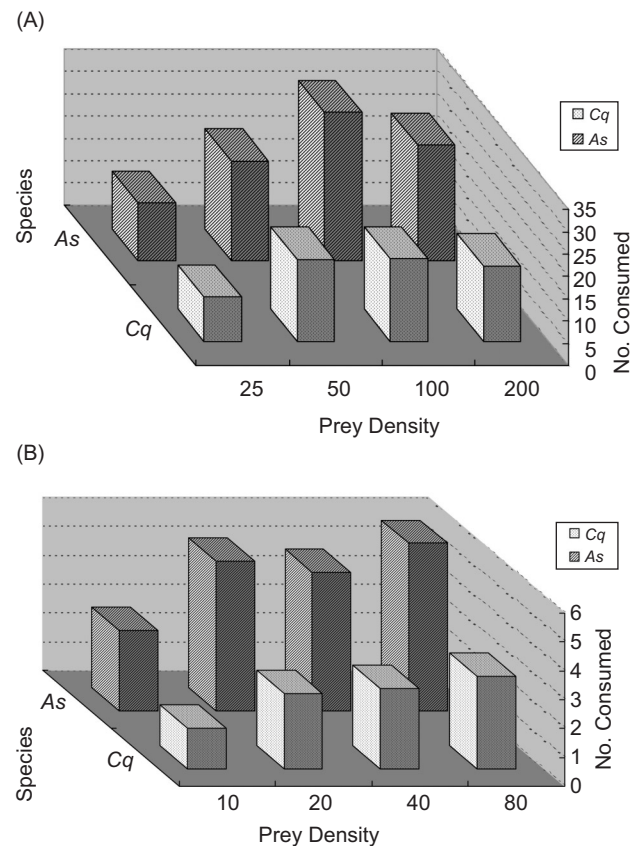 (A)
Species
As
Cq
Cq
As
35
30
25
20
15
10
5
0
No. Consumed
25 50 100 200
Prey Density
(B)
Species
As
Cq
Cq
As
6
5
4
3
2
1
0
No. Consumed
10 20 40 80
Prey Density